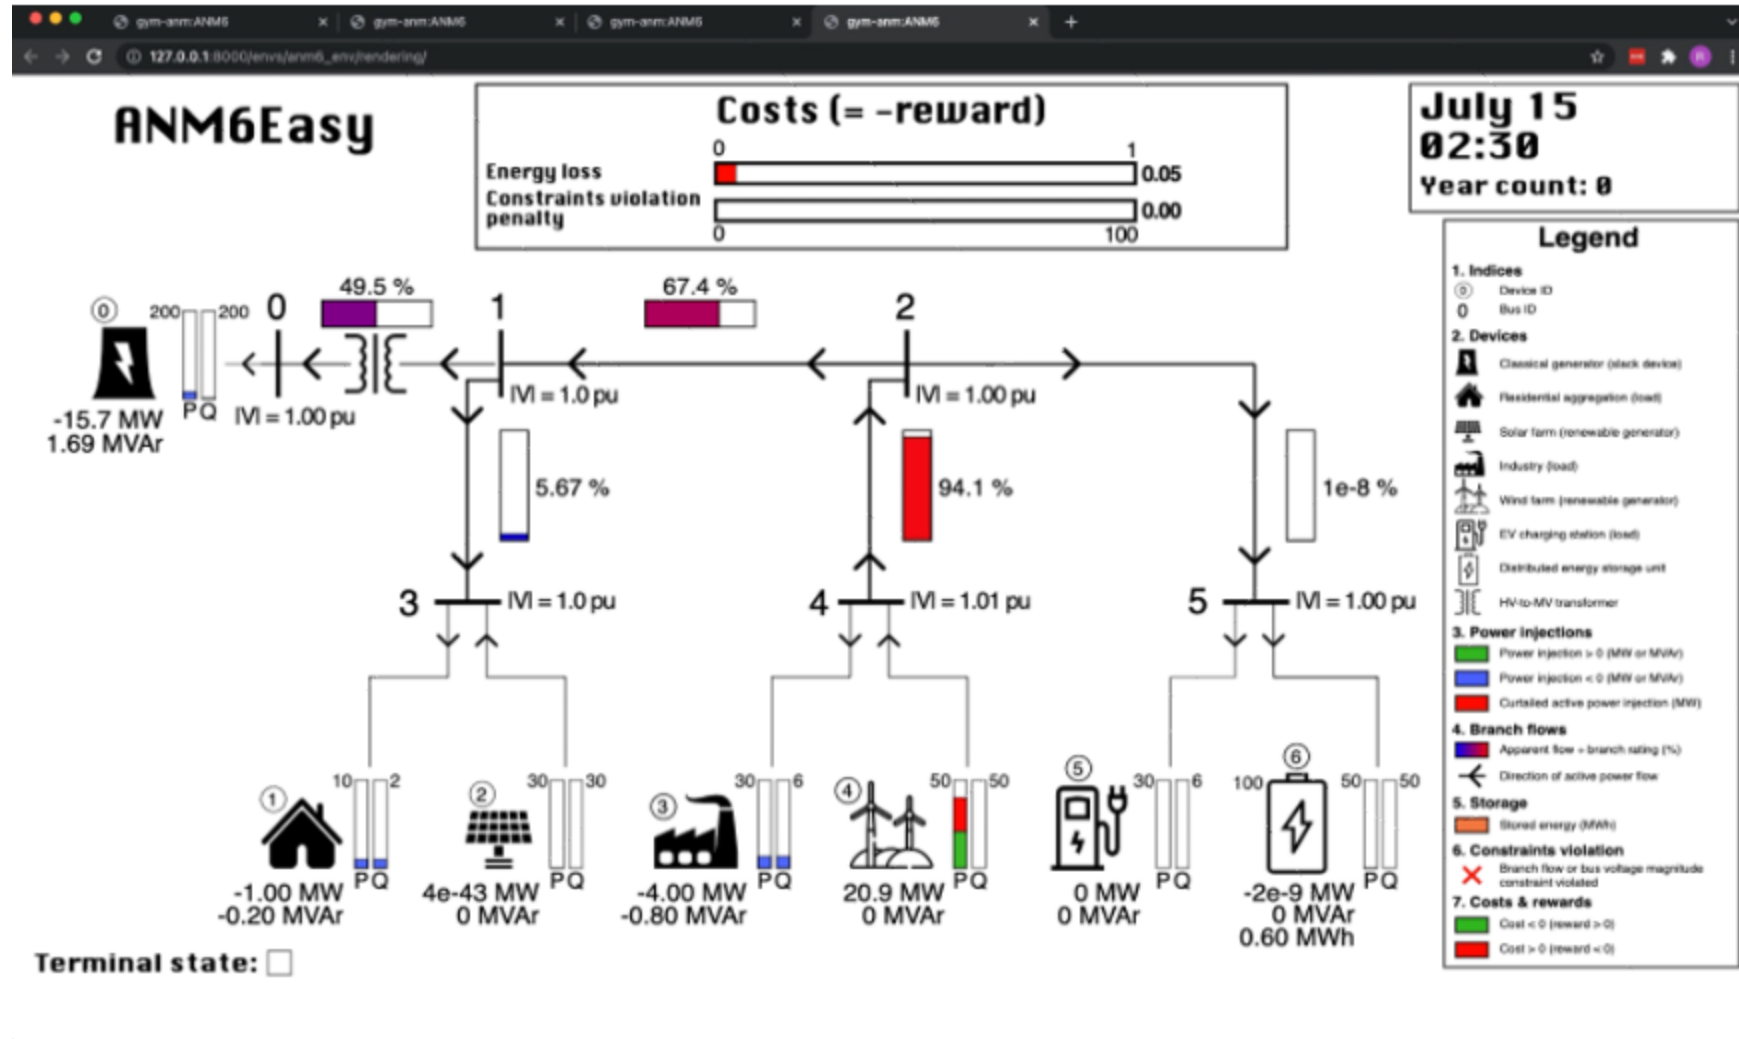 gym-anm:ANM6
gym-anm:ANM6
gym-anm:ANM6
gym-anm:ANM6
127.0.0.1:8000/envs/anm6_env/rendering/
ANM6Easy
Costs (= -reward)
0 1
Energy loss 0.05
Constraints violation
penalty 0.00
0 100
July 15
02:30
Year count: 0
0 200 200 0 49.5 % 1 67.4 % 2
P Q
-15.7 MW
1.69 MVAr
|V| = 1.00 pu
|V| = 1.0 pu
|V| = 1.00 pu
5.67 %
94.1 %
1e-8 %
3 |V| = 1.0 pu
4 |V| = 1.01 pu
5 |V| = 1.00 pu
1 10 2
P Q
-1.00 MW
-0.20 MVAr
2 30 30
P Q
4e-43 MW
0 MVAr
3 30 6
P Q
-4.00 MW
-0.80 MVAr
4 50 50
P Q
20.9 MW
0 MVAr
5 30 6
P Q
0 MW
0 MVAr
6 100 50 50
P Q
-2e-9 MW
0 MVAr
0.60 MWh
Terminal state:
Legend
1. Indices
0 Device ID
0 Bus ID
2. Devices
Classical generator (slack device)
Residential aggregation (load)
Solar farm (renewable generator)
Industry (load)
Wind farm (renewable generator)
EV charging station (load)
Distributed energy storage unit
HV-to-MV transformer
3. Power injections
Power injection > 0 (MW or MVAr)
Power injection < 0 (MW or MVAr)
Curtailed active power injection (MW)
4. Branch flows
Apparent flow ÷ branch rating (%)
Direction of active power flow
5. Storage
Stored energy (MWh)
6. Constraints violation
Branch flow or bus voltage magnitude
constraint violated
7. Costs & rewards
Cost < 0 (reward > 0)
Cost > 0 (reward < 0)